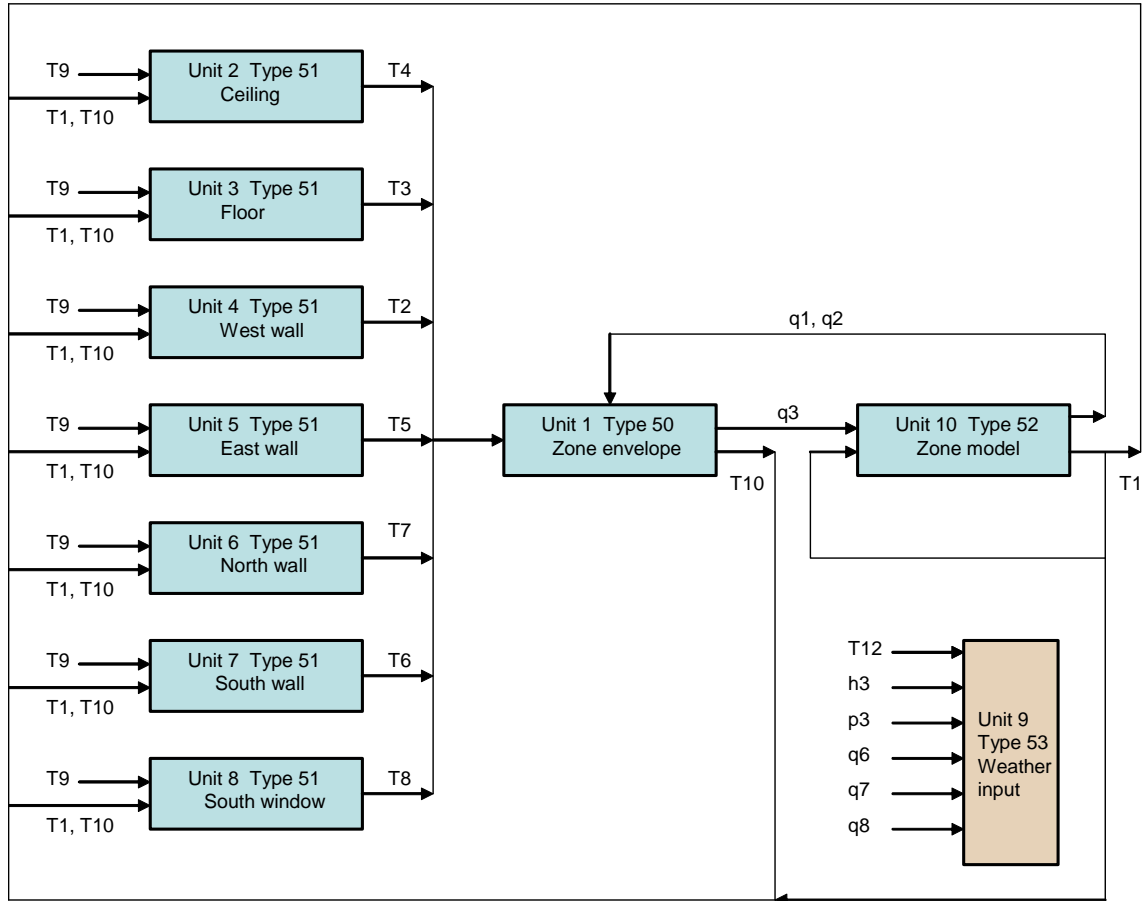 T9
Unit 2 Type 51
Ceiling
T4
T1, T10
T9
Unit 3 Type 51
Floor
T3
T1, T10
T9
Unit 4 Type 51
West wall
T2
T1, T10
T9
Unit 5 Type 51
East wall
T5
T1, T10
T9
Unit 6 Type 51
North wall
T7
T1, T10
T9
Unit 7 Type 51
South wall
T6
T1, T10
T9
Unit 8 Type 51
South window
T8
T1, T10
q1, q2
Unit 1 Type 50
Zone envelope
q3
T10
Unit 10 Type 52
Zone model
T1
T12
h3
p3
q6
q7
q8
Unit 9
Type 53
Weather
input